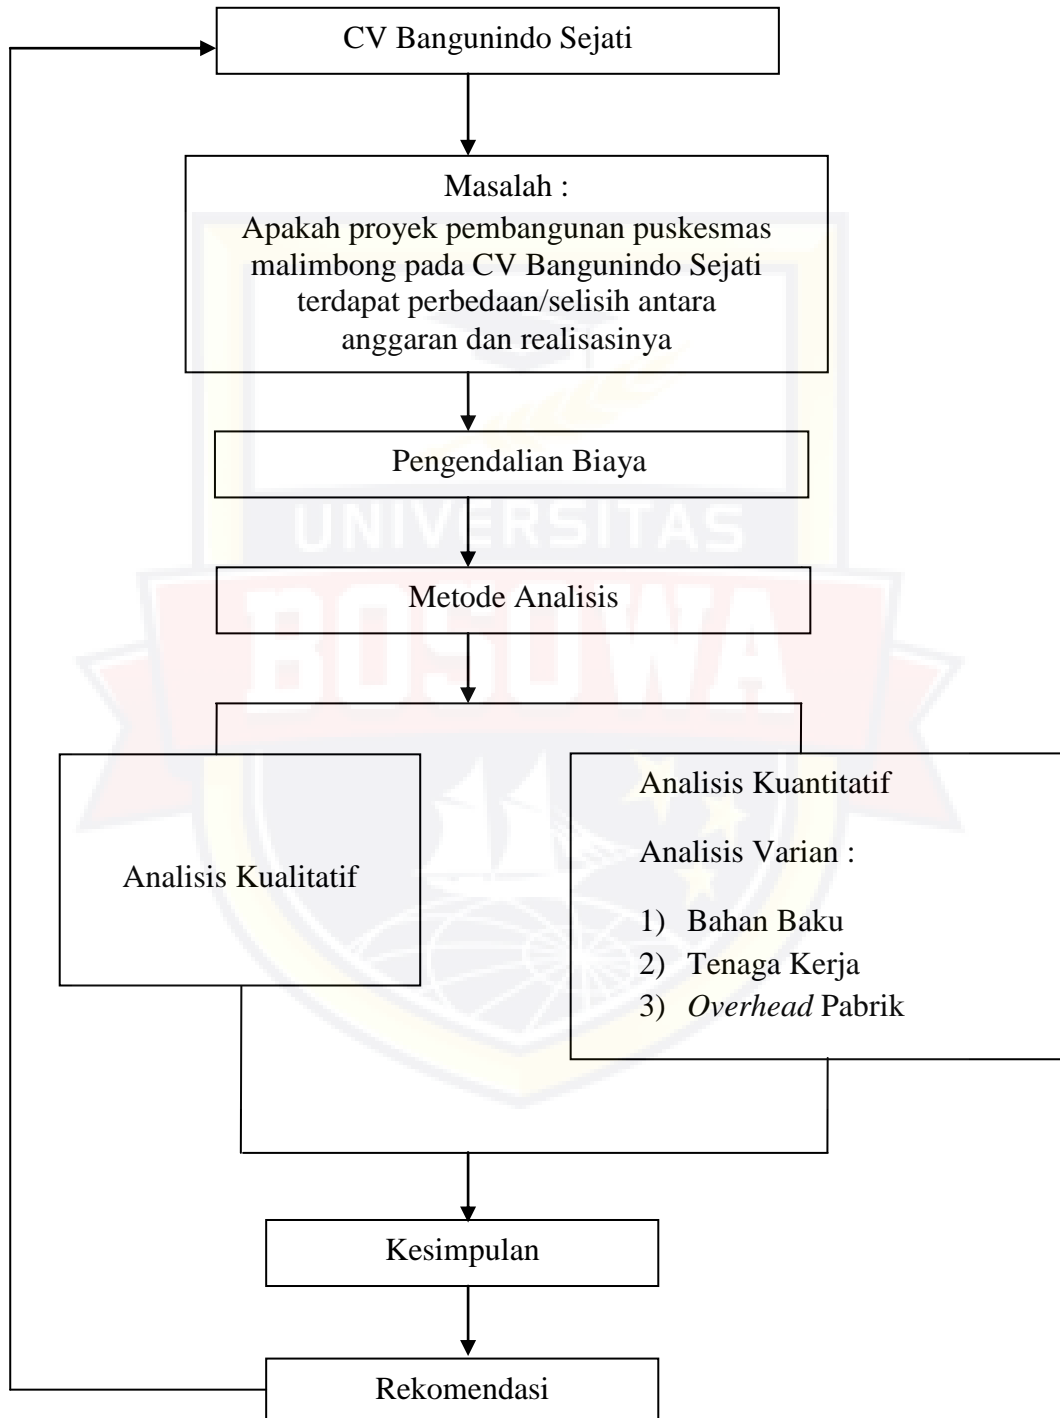 CV Bangunindo Sejati
Masalah :
Apakah proyek pembangunan puskesmas
malimbong pada CV Bangunindo Sejati
terdapat perbedaan/selisih antara
anggaran dan realisasinya
Pengendalian Biaya
UNIVERSITAS
Metode Analisis
BOSOWA
Analisis Kualitatif
Analisis Kuantitatif
Analisis Varian :
1) Bahan Baku
2) Tenaga Kerja
3) Overhead Pabrik
Kesimpulan
Rekomendasi